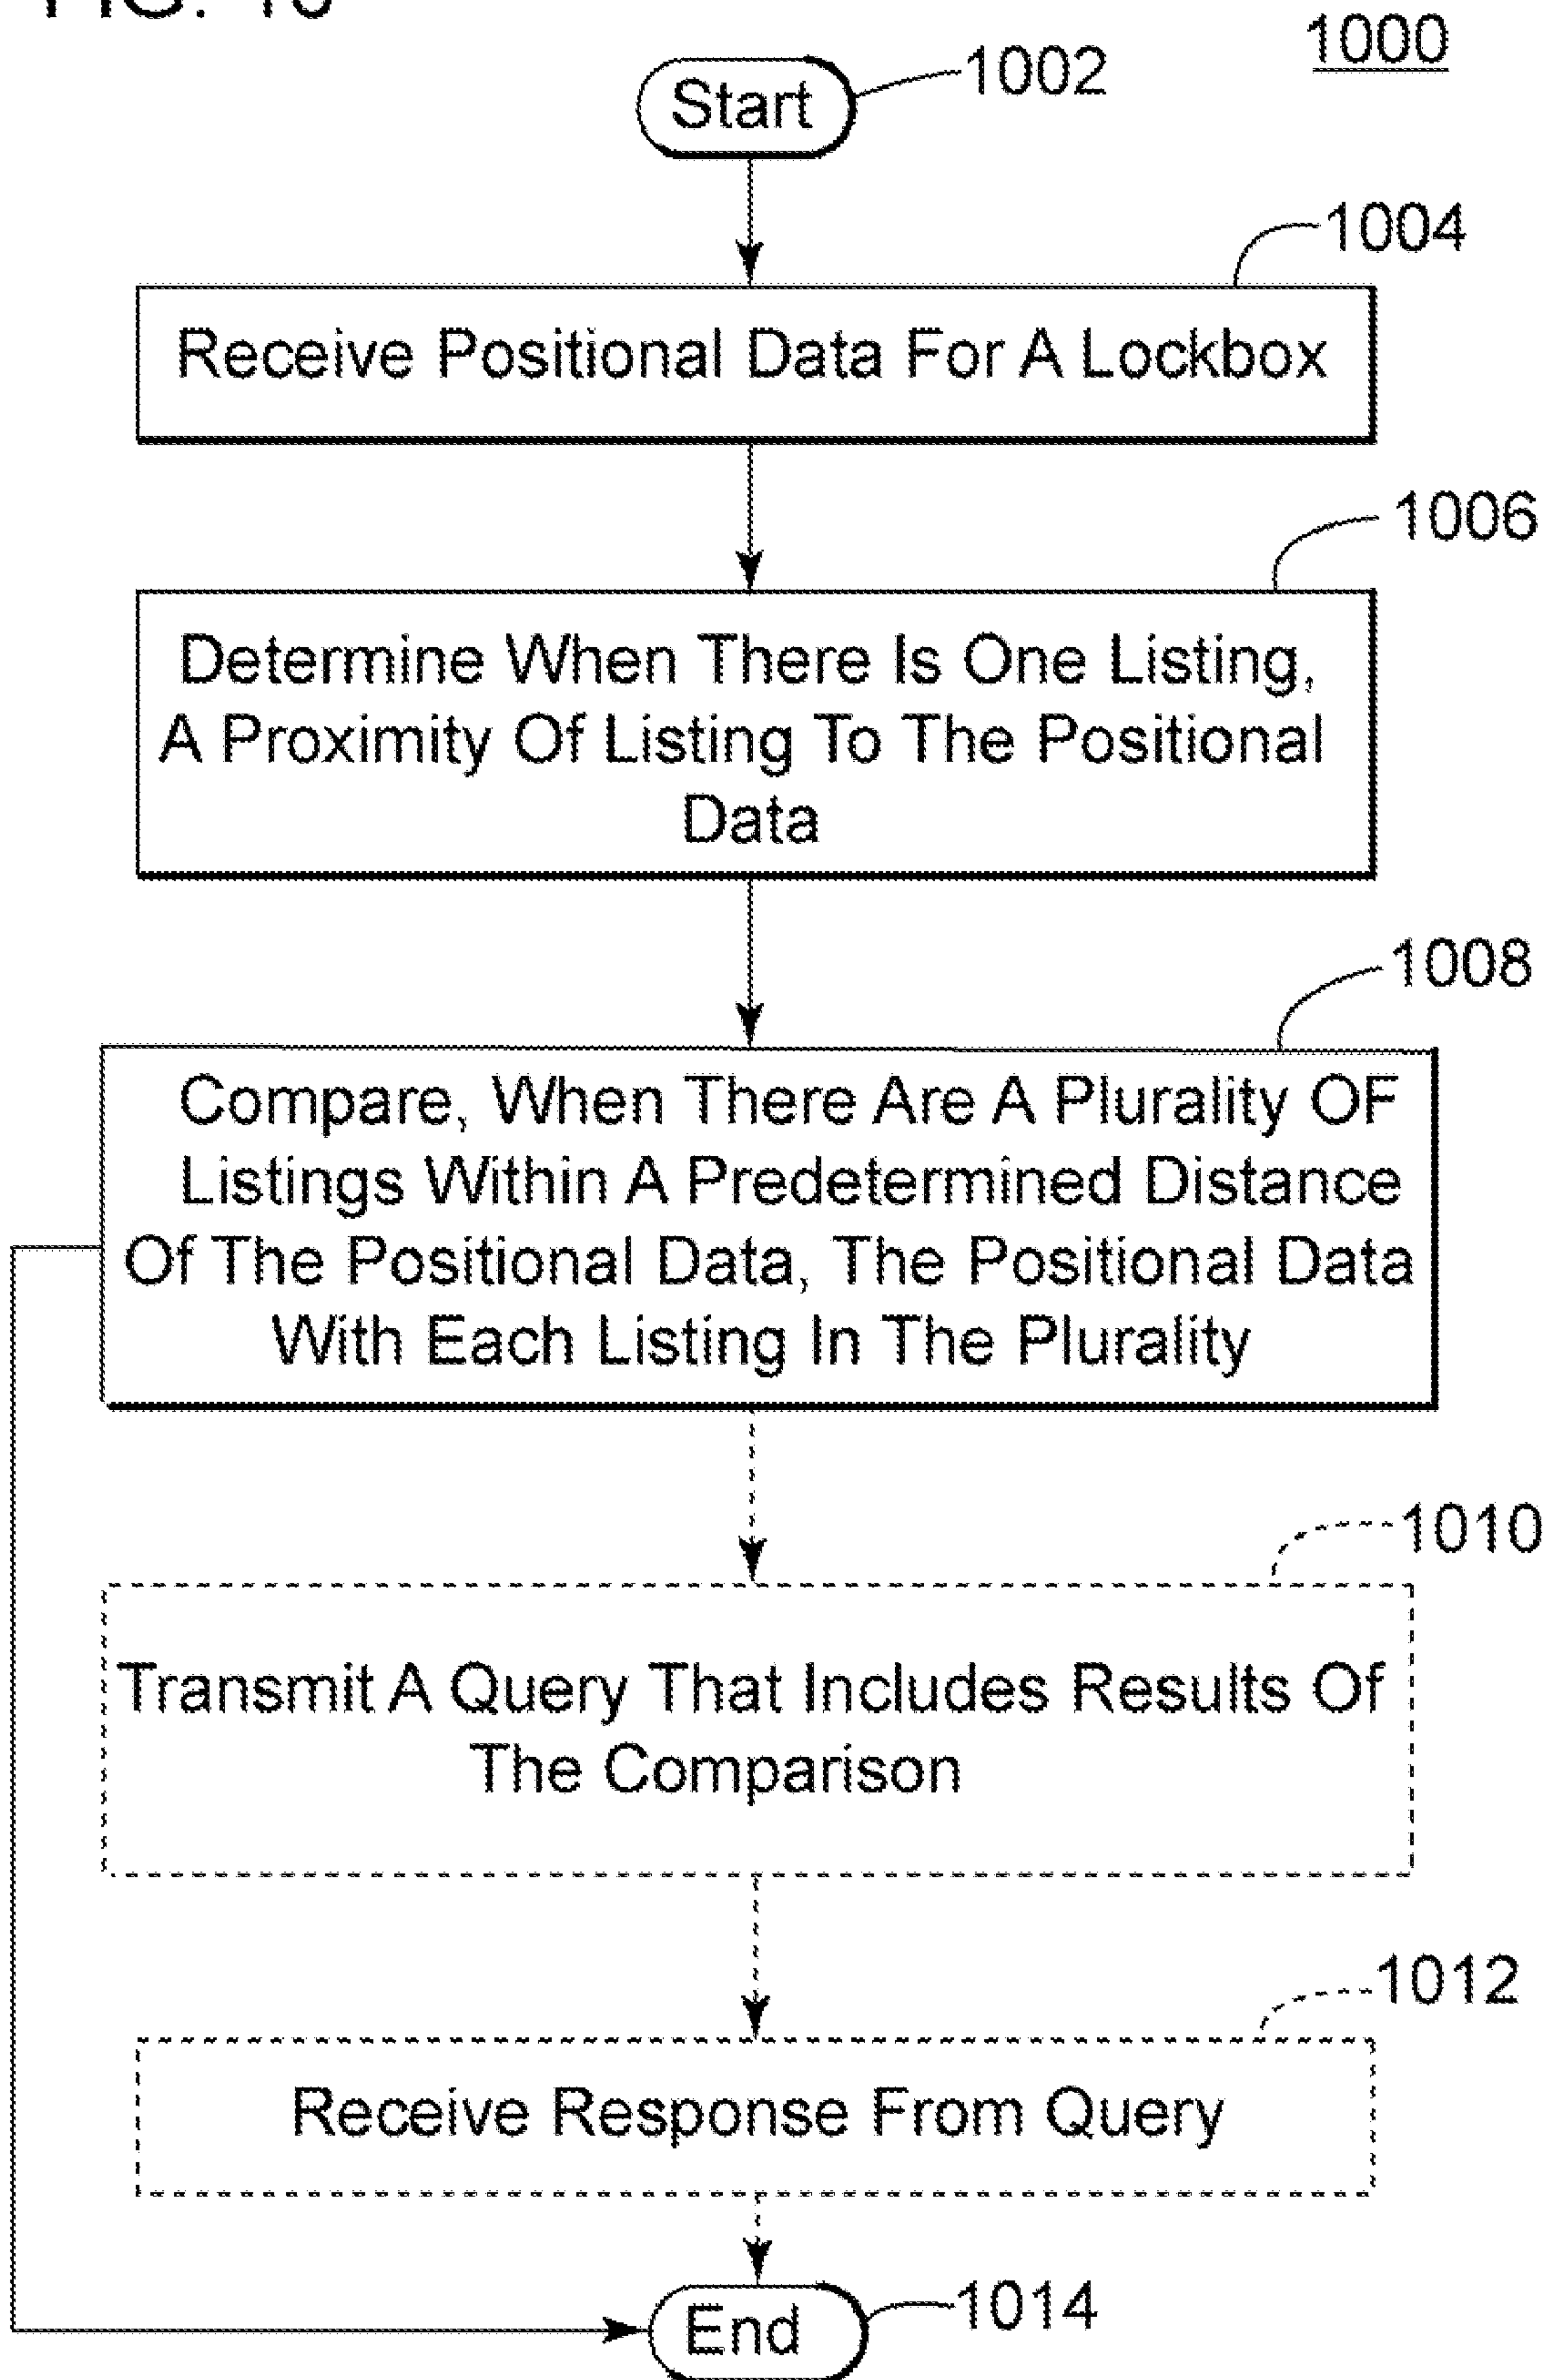 1000
Start
1002
1004
Receive Positional Data For A Lockbox
1006
Determine When There Is One Listing,
A Proximity Of Listing To The Positional
Data
1008
Compare, When There Are A Plurality OF
Listings Within A Predetermined Distance
Of The Positional Data, The Positional Data
With Each Listing In The Plurality
1010
Transmit A Query That Includes Results Of
The Comparison
1012
Receive Response From Query
End
1014